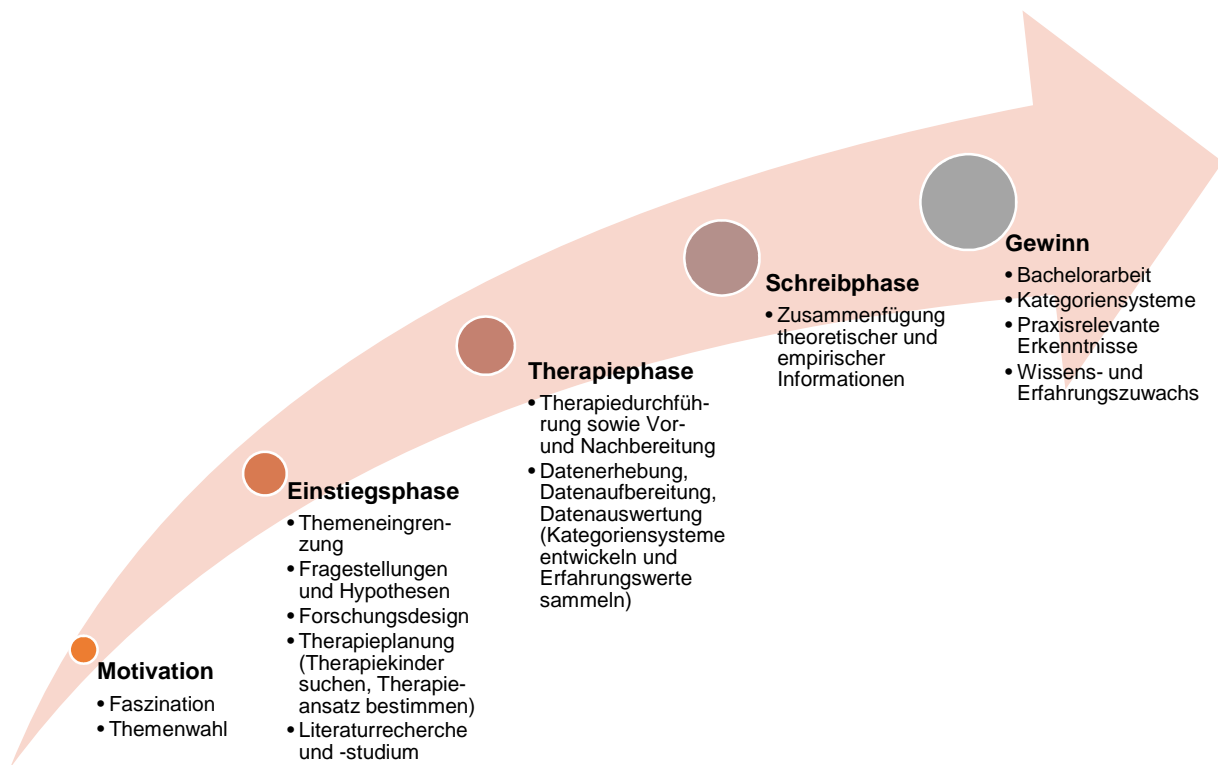 Motivation
• Faszination
• Themenwahl
Einstiegsphase
• Themeneingren-
zung
• Fragestellungen
und Hypothesen
• Forschungsdesign
• Therapieplanung
(Therapiekinder
suchen, Therapie-
ansatz bestimmen)
• Literaturrecherche
und -studium
Therapiephase
• Therapiedurchfüh-
rung sowie Vor-
und Nachbereitung
• Datenerhebung,
Datenaufbereitung,
Datenauswertung
(Kategoriensysteme
entwickeln und
Erfahrungswerte
sammeln)
Schreibphase
• Zusammenfügung
theoretischer und
empirischer
Informationen
Gewinn
• Bachelorarbeit
• Kategoriensysteme
• Praxisrelevante
Erkenntnisse
• Wissens- und
Erfahrungszuwachs